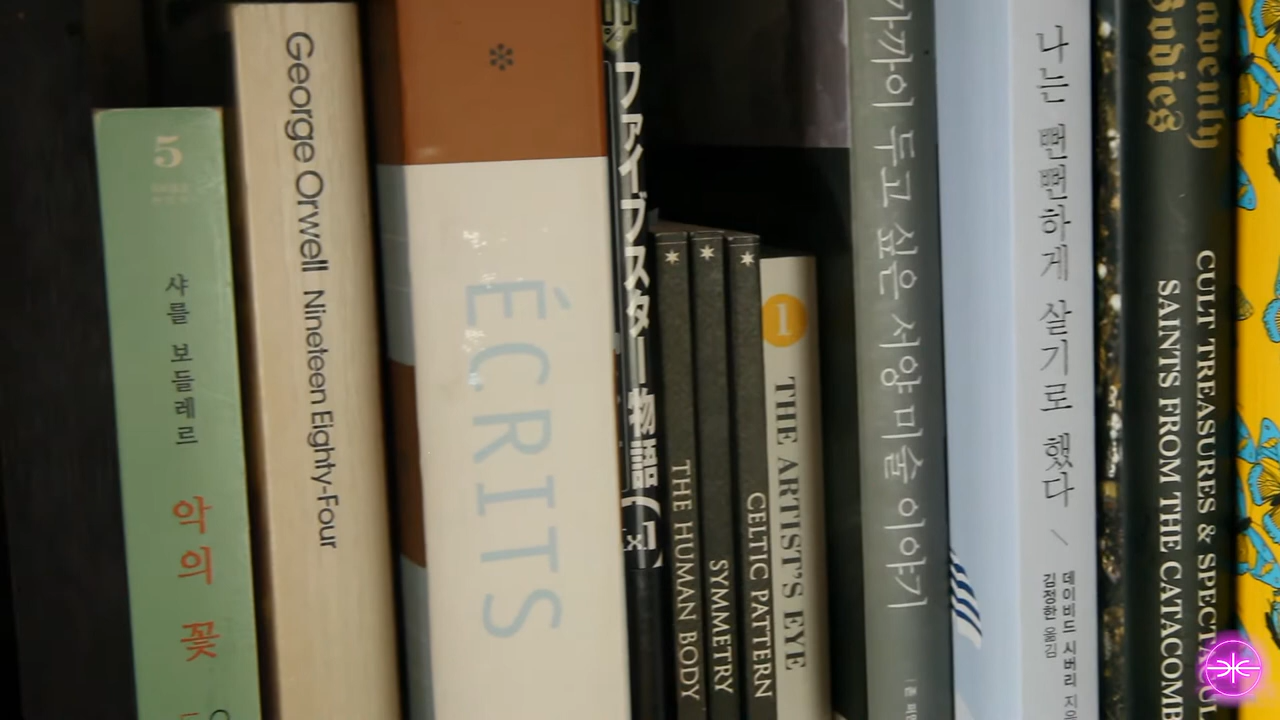 5
샤를 보들레르
악의 꽃
George Orwell Nineteen Eighty-Four
ÉCRITS
ファイブスター物語
THE HUMAN BODY
SYMMETRY
CELTIC PATTERN
1
THE ARTIST'S EYE
가까이 두고 싶은 서양미술 이야기
나는 뻔뻔하게 살기로 했다
데이비드 시버리 지음
김정한 옮김
Bodies
CULT TREASURES &
SAINTS FROM THE